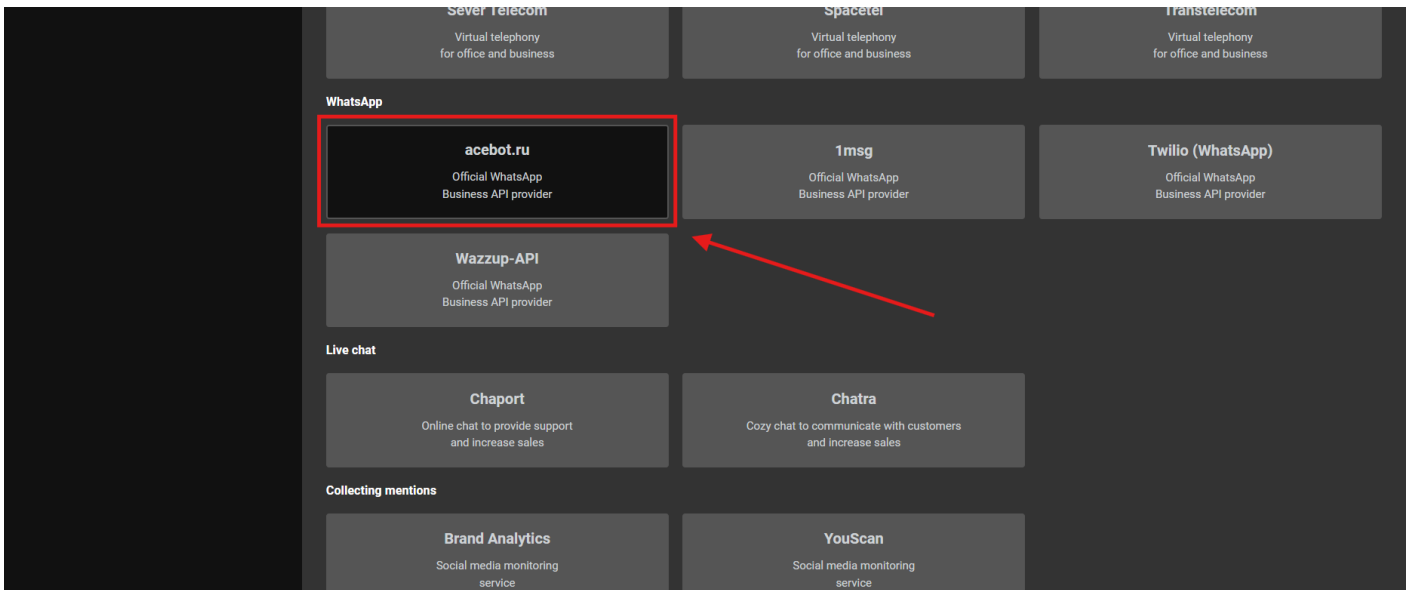 Sever Telecom
Virtual telephony
for office and business
Spacetel
Virtual telephony
for office and business
Transtelecom
Virtual telephony
for office and business
WhatsApp
acebot.ru
Official WhatsApp
Business API provider
1msg
Official WhatsApp
Business API provider
Twilio (WhatsApp)
Official WhatsApp
Business API provider
Wazzup-API
Official WhatsApp
Business API provider
Live chat
Chaport
Online chat to provide support
and increase sales
Chatra
Cozy chat to communicate with customers
and increase sales
Collecting mentions
Brand Analytics
Social media monitoring
service
YouScan
Social media monitoring
service